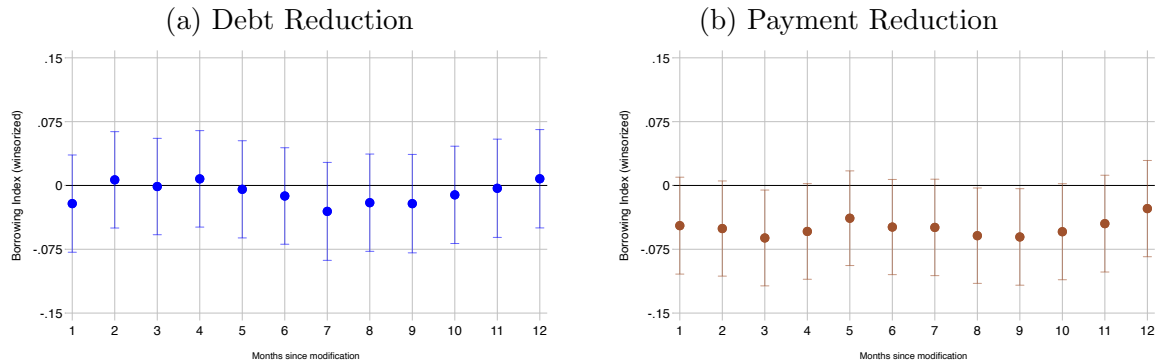 (a) Debt Reduction
.15
.075
0
-.075
-.15
Borrowing Index (winsorized)
1 2 3 4 5 6 7 8 9 10 11 12
Months since modification
(b) Payment Reduction
.15
.075
0
-.075
-.15
Borrowing Index (winsorized)
1 2 3 4 5 6 7 8 9 10 11 12
Months since modification